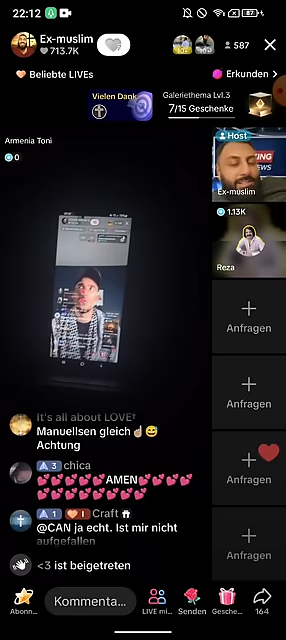 22:12
Ex-muslim
713.7K
587
Beliebte LIVEs
Erkunden >
Vielen Dank
Galeriethema Lvl.3
7/15 Geschenke
Armenia Toni
0
Host
Ex-muslim
1.13K
Reza
Anfragen
Anfragen
Anfragen
Anfragen
It's all about LOVE
Manuellsen gleich☝🏼😅
Achtung
3 chica
💕💕💕💕💕AMEN💕💕💕💕
💕💕💕💕💕💕💕💕
1 1 Craft
@CAN ja echt. Ist mir nicht
aufgefallen
<3 ist beigetreten
Abonn...
Kommenta...
LIVE mi...
Senden
Gesche...
164